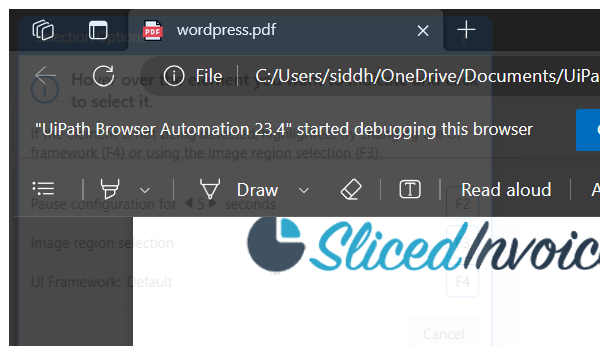 Selection Options
wordpress.pdf
Hover over the element you want to indicate and click
to select it.
File
C:/Users/siddh/OneDrive/Documents/UiPa
"UiPath Browser Automation 23.4" started debugging this browser
framework (F4) or using the Image region selection (F3).
Draw
T
Read aloud
A
Pause configuration for 5 seconds
F2
SlicedInvoic
Image region selection
UI Framework: Default
F4
Cancel